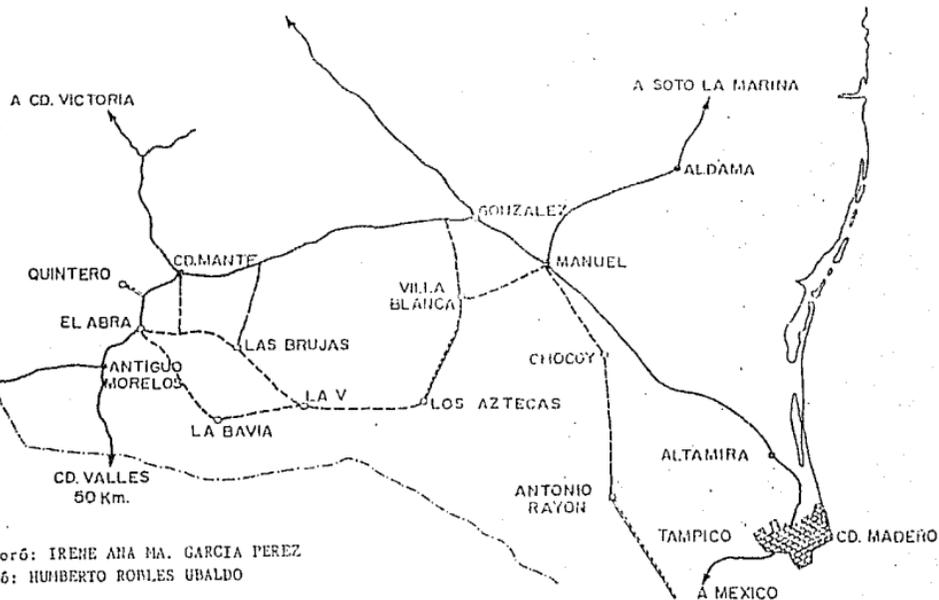 A SOTO LA MARINA
A CD. VICTORIA
ALDAMA
GONZALEZ
CD. MANTE
MANUEL
QUINTERO
VILLA
BLANCA
EL ABRA
LAS BRUJAS
CHOCOY
ANTIGUO
MORELOS
LA V
LOS AZTECAS
LA BAVIA
ALTAMIRA
CD. VALLES
50 Km.
ANTONIO
RAYON
TAMPICO
CD. MADERO
oró: IRENE ANA MA. GARCIA PEREZ
ó: HUMBERTO ROBLES UBALDO
A MEXICO